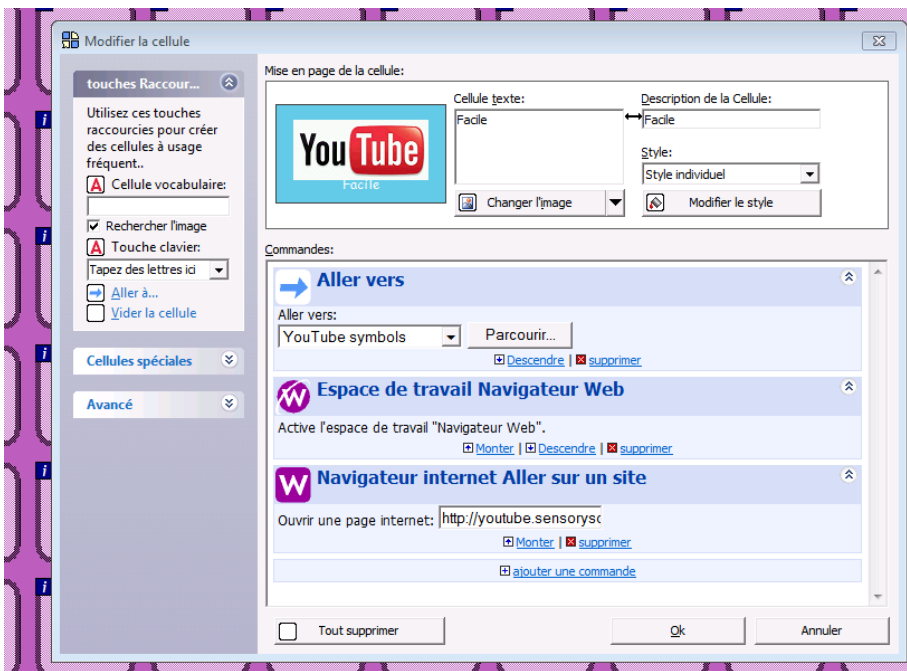 Modifier la cellule
touches Raccour...
Utilisez ces touches
raccourcies pour créer
des cellules à usage
fréquent..
A Cellule vocabulaire:
Rechercher l'image
A Touche clavier:
Tapez des lettres ici
Aller à...
Vider la cellule
Cellules spéciales
Avancé
Mise en page de la cellule:
YouTube
Facile
Cellule texte:
Facile
Changer l'image
Description de la Cellule:
Facile
Style:
Style individuel
Modifier le style
Commandes:
Aller vers
Aller vers:
YouTube symbols
Parcourir...
Descendre | supprimer
W Espace de travail Navigateur Web
Active l'espace de travail "Navigateur Web".
Monter | Descendre | supprimer
W Navigateur internet Aller sur un site
Ouvrir une page internet: http://youtube.sensorysc
Monter | supprimer
ajouter une commande
Tout supprimer
Ok
Annuler
i
i
i
i
i